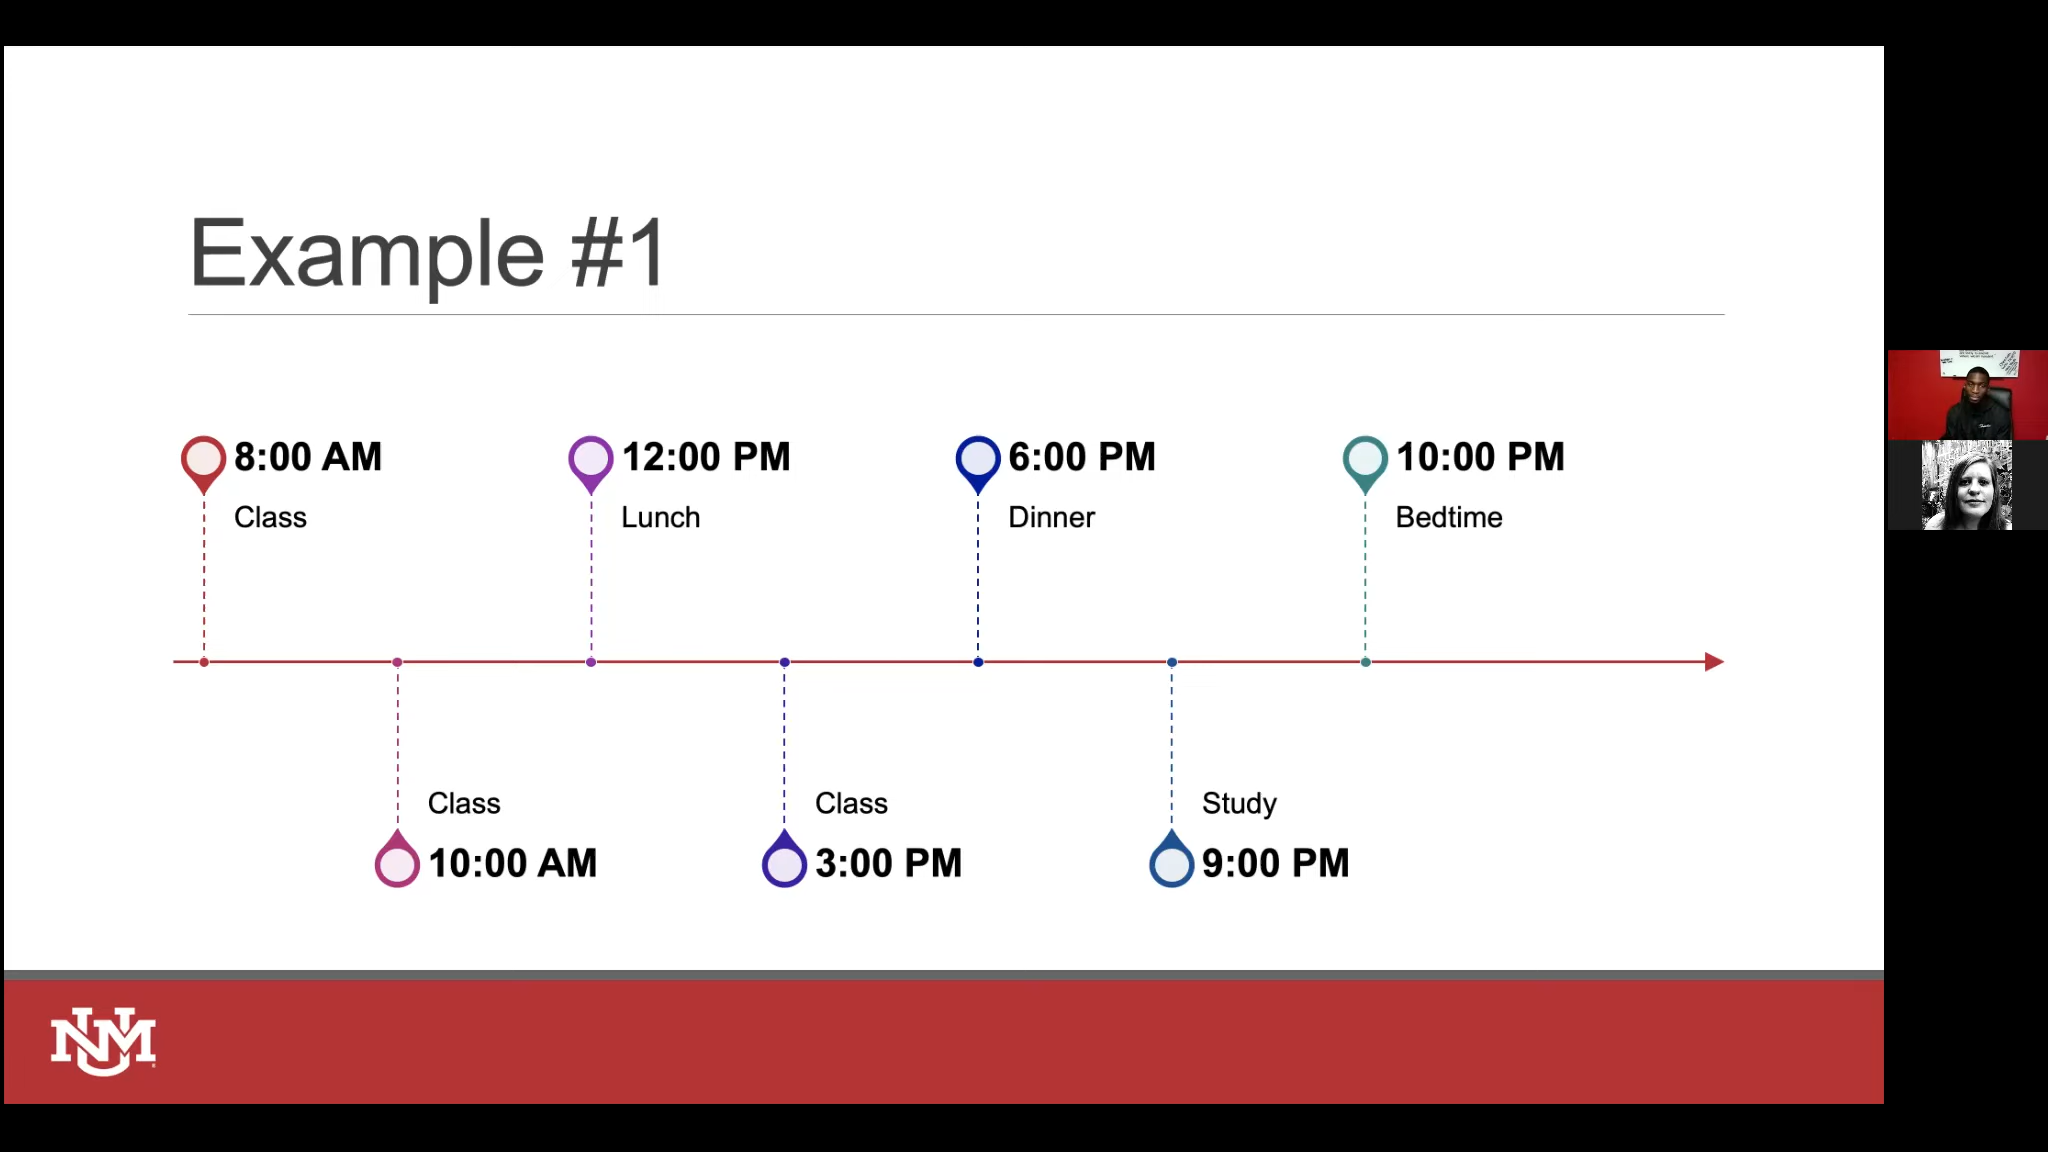 Example #1
8:00 AM
Class
12:00 PM
Lunch
6:00 PM
Dinner
10:00 PM
Bedtime
Class
10:00 AM
Class
3:00 PM
Study
9:00 PM
UNM